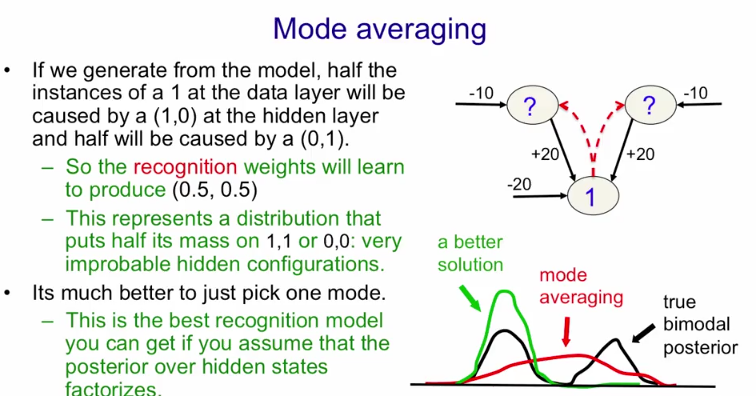 Mode averaging
• If we generate from the model, half the
instances of a 1 at the data layer will be
caused by a (1,0) at the hidden layer
and half will be caused by a (0,1).
– So the recognition weights will learn
to produce (0.5, 0.5)
– This represents a distribution that
puts half its mass on 1,1 or 0,0: very
improbable hidden configurations.
• Its much better to just pick one mode.
– This is the best recognition model
you can get if you assume that the
posterior over hidden states
factorizes.
-10
?
?
-10
+20
+20
-20
1
a better
solution
mode
averaging
true
bimodal
posterior